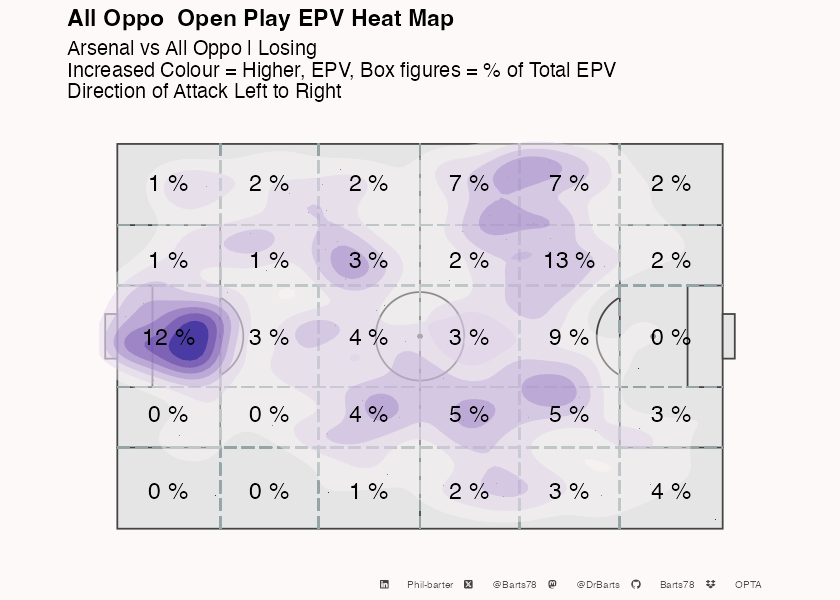 All Oppo  Open Play EPV Heat Map
Arsenal vs All Oppo | Losing
Increased Colour = Higher, EPV, Box figures = % of Total EPV
Direction of Attack Left to Right
1 % 2 % 2 % 7 % 7 % 2 %
1 % 1 % 3 % 2 % 13 % 2 %
12 % 3 % 4 % 3 % 9 % 0 %
0 % 0 % 4 % 5 % 5 % 3 %
0 % 0 % 1 % 2 % 3 % 4 %
Phil-barter @Barts78 @DrBarts Barts78 OPTA